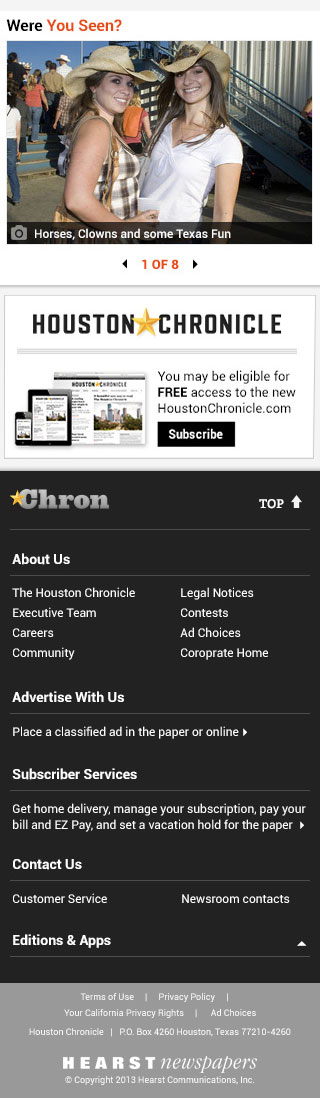 Were You Seen?
Horses, Clowns and some Texas Fun
1 OF 8
HOUSTON CHRONICLE
You may be eligible for
FREE access to the new
HoustonChronicle.com
Subscribe
Chron
TOP
About Us
The Houston Chronicle
Legal Notices
Executive Team
Contests
Careers
Ad Choices
Community
Coroprate Home
Advertise With Us
Place a classified ad in the paper or online
Subscriber Services
Get home delivery, manage your subscription, pay your
bill and EZ Pay, and set a vacation hold for the paper
Contact Us
Customer Service
Newsroom contacts
Editions & Apps
Terms of Use | Privacy Policy |
Your California Privacy Rights | Ad Choices
Houston Chronicle | P.O. Box 4260 Houston, Texas 77210-4260
HEARST newspapers
© Copyright 2013 Hearst Communications, Inc.